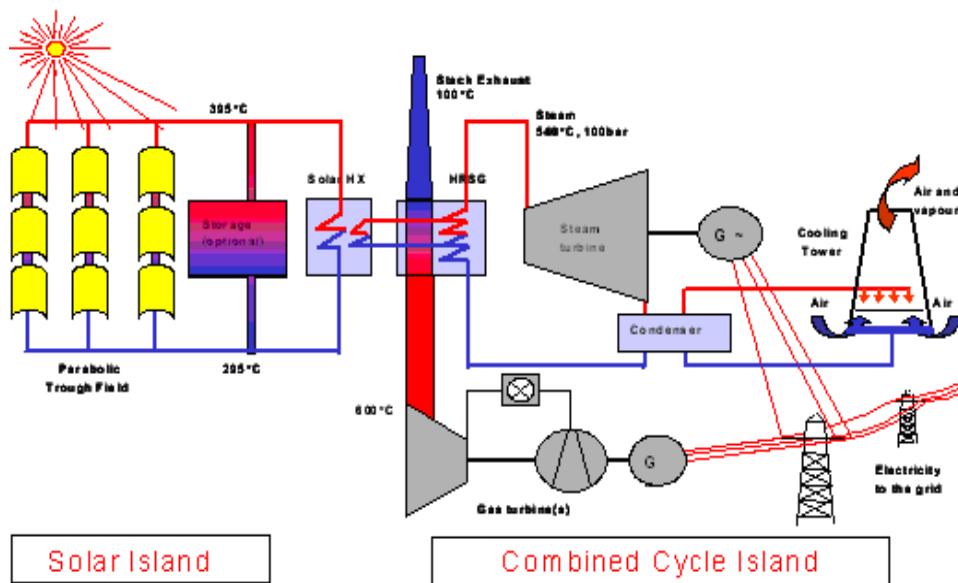 Stach Exhaust
100°C
395°C
Steam
540°C, 100bar
Solar HX
HRSG
Air and
vapour
Storage
(optional)
Steam
turbine
G ~
Cooling
Tower
Air
Air
Condenser
Parabolic
Trough Field
295°C
600°C
G
Electricity
to the grid
Gas turbine(s)
Solar Island
Combined Cycle Island